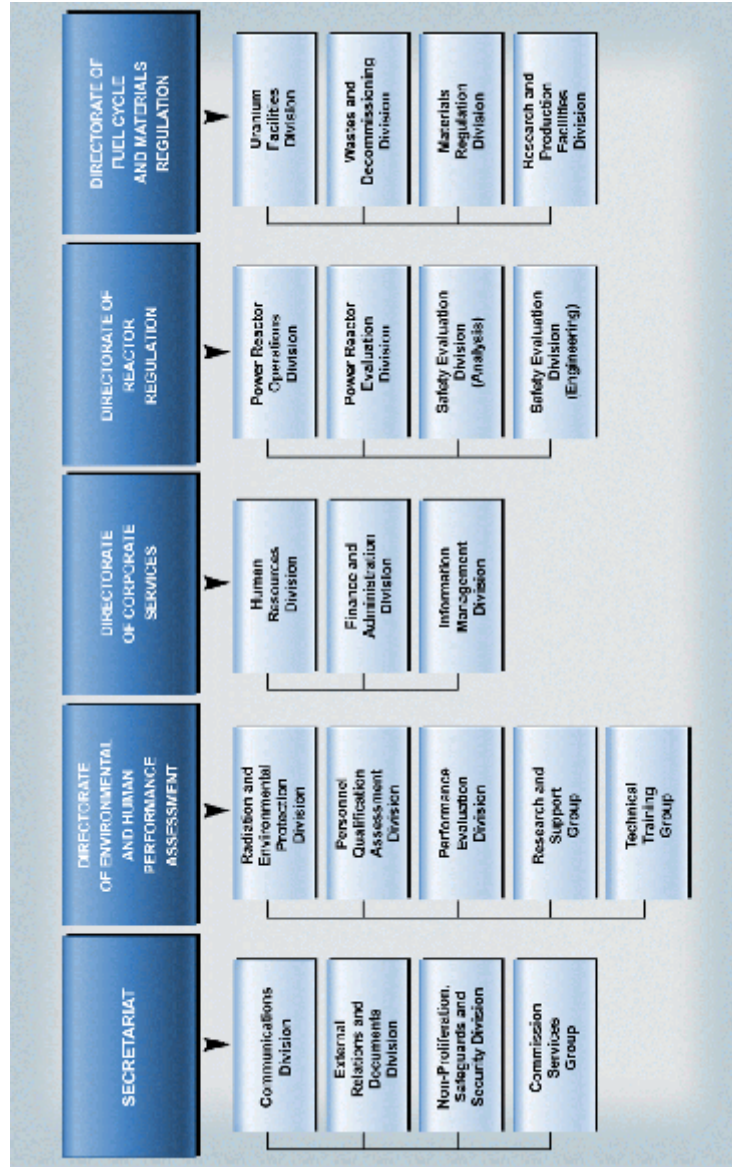 SECRETARIAT
Communications
Division
External
Relations and
Documents
Division
Non-Proliferation,
Safeguards and
Security Division
Commission
Services
Group
DIRECTORATE
OF ENVIRONMENTAL
AND HUMAN
PERFORMANCE
ASSESSMENT
Radiation and
Environmental
Protection
Division
Personnel
Qualification
Assessment
Division
Performance
Evaluation
Division
Research and
Support
Group
Technical
Training
Group
DIRECTORATE
OF CORPORATE
SERVICES
Human
Resources
Division
Finance and
Administration
Division
Information
Management
Division
DIRECTORATE OF
REACTOR
REGULATION
Power Reactor
Operations
Division
Power Reactor
Evaluation
Division
Safety Evaluation
Division
(Analysis)
Safety Evaluation
Division
(Engineering)
DIRECTORATE OF
FUEL CYCLE
AND MATERIALS
REGULATION
Uranium
Facilities
Division
Wastes and
Decommissioning
Division
Materials
Regulation
Division
Research and
Production
Facilities
Division